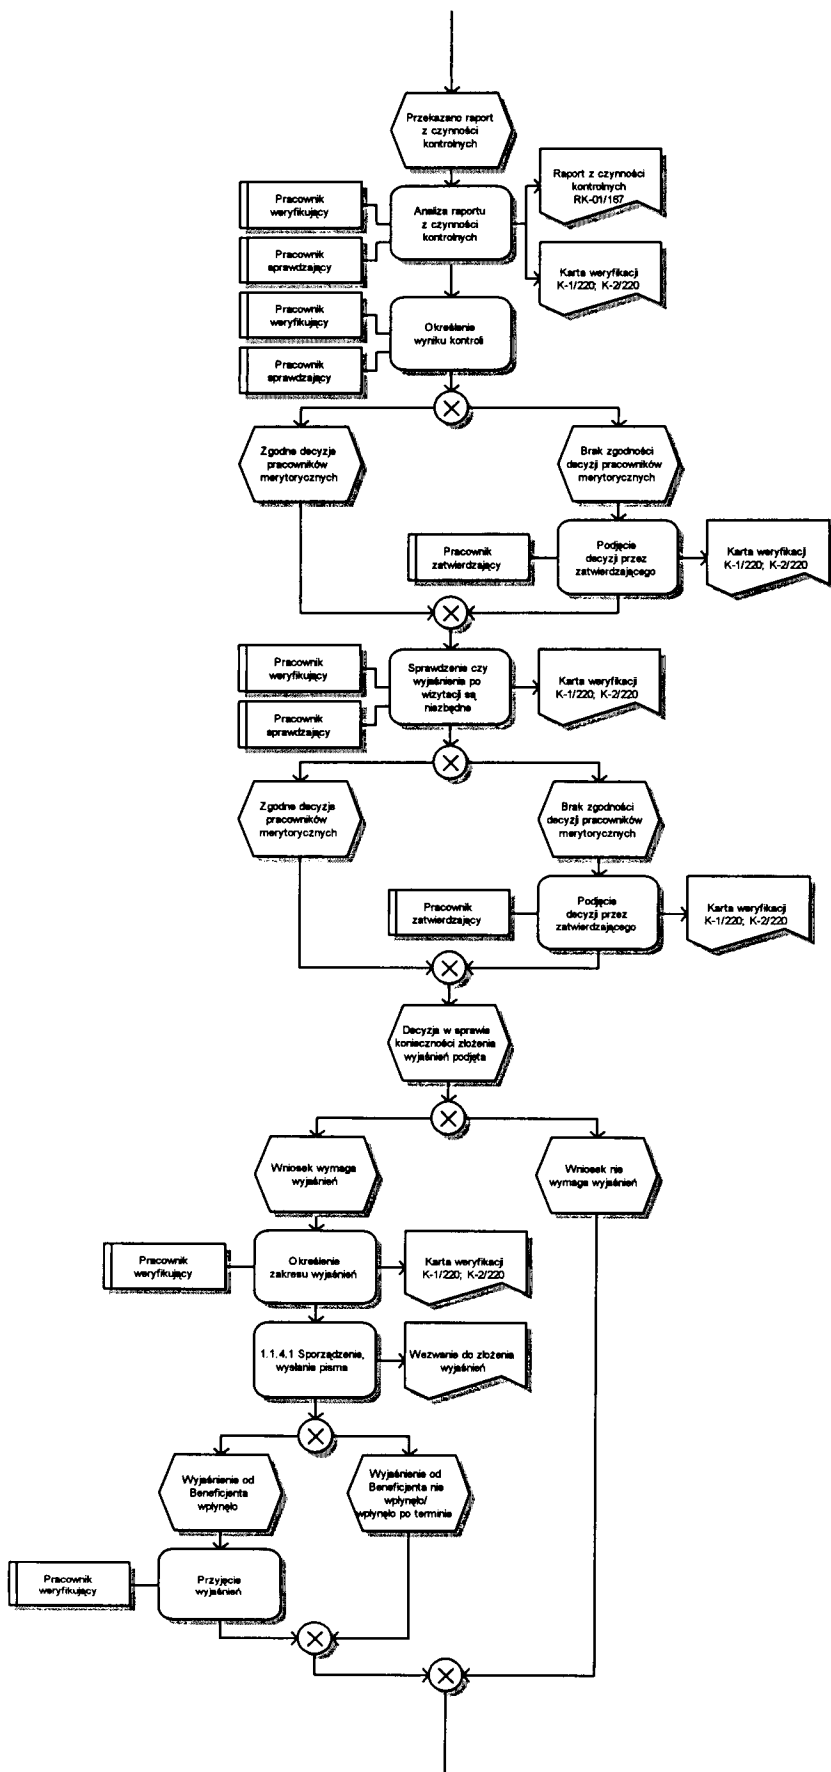 Przekazano raport
z czynności
kontrolnych
Pracownik
weryfikujący
Pracownik
sprawdzający
Analiza raportu
z czynności
kontrolnych
Raport z czynności
kontrolnych
RK-01/167
Karta weryfikacji
K-1/220; K-2/220
Pracownik
weryfikujący
Pracownik
sprawdzający
Określenie
wyniku kontroli
Zgodne decyzje
pracowników
merytorycznych
Brak zgodności
decyzji pracowników
merytorycznych
Pracownik
zatwierdzający
Podjęcie
decyzji przez
zatwierdzającego
Karta weryfikacji
K-1/220; K-2/220
Pracownik
weryfikujący
Pracownik
sprawdzający
Sprawdzenie czy
wyjaśnienia po
wizytacji są
niezbędne
Karta weryfikacji
K-1/220; K-2/220
Zgodne decyzje
pracowników
merytorycznych
Brak zgodności
decyzji pracowników
merytorycznych
Pracownik
zatwierdzający
Podjęcie
decyzji przez
zatwierdzającego
Karta weryfikacji
K-1/220; K-2/220
Decyzja w sprawie
konieczności złożenia
wyjaśnień podjęta
Wniosek wymaga
wyjaśnień
Wniosek nie
wymaga wyjaśnień
Pracownik
weryfikujący
Określenie
zakresu wyjaśnień
Karta weryfikacji
K-1/220; K-2/220
1.1.4.1 Sporządzenie,
wysłanie pisma
Wezwanie do złożenia
wyjaśnień
Wyjaśnienie od
Beneficjenta
wpłynęło
Wyjaśnienie od
Beneficjenta nie
wpłynęło/
wpłynęło po terminie
Pracownik
weryfikujący
Przyjęcie
wyjaśnień